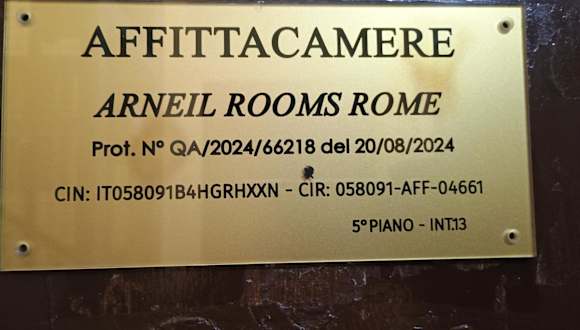 AFFITTACAMERE
ARNEIL ROOMS ROME
Prot. N° QA/2024/66218 del 20/08/2024
CIN: IT058091B4HGRHXXN - CIR: 058091-AFF-04661
5° PIANO - INT.13